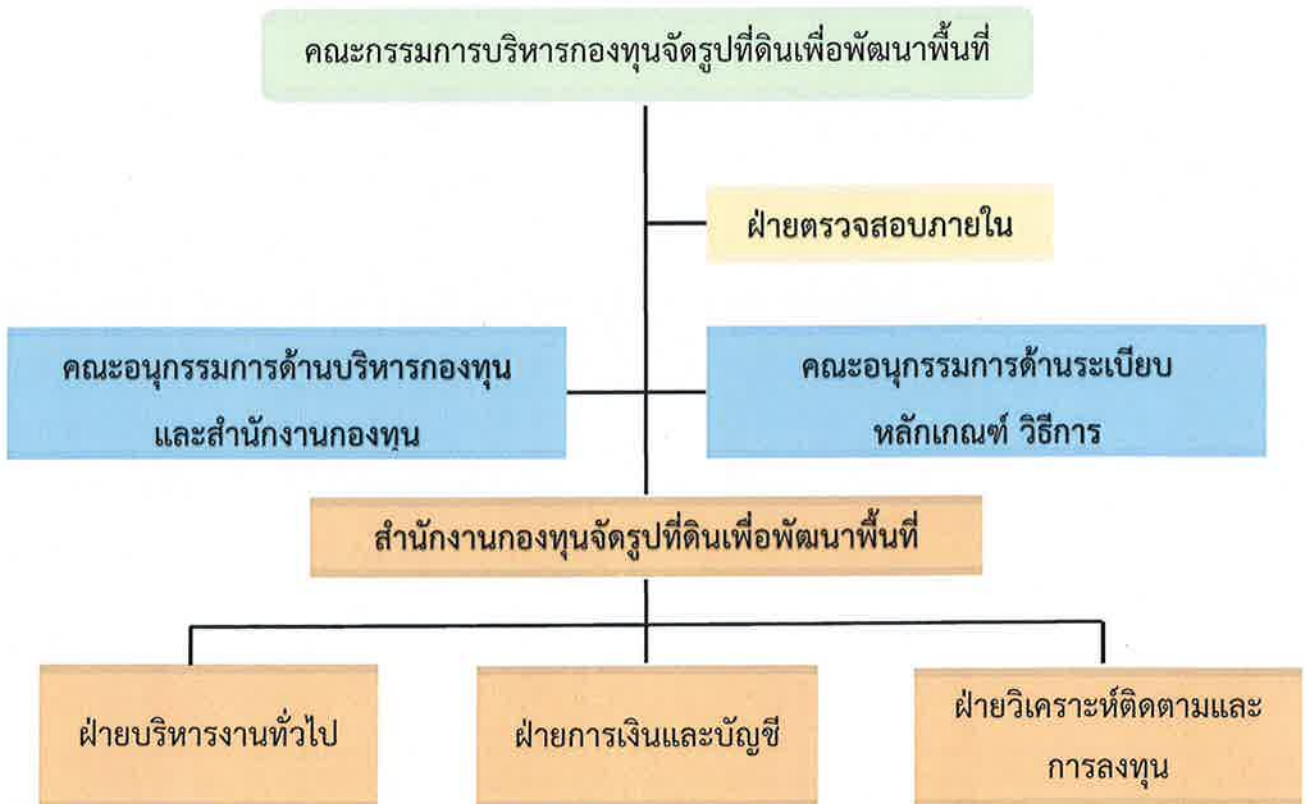 คณะกรรมการบริหารกองทุนจัดรูปที่ดินเพื่อพัฒนาพื้นที่
ฝ่ายตรวจสอบภายใน
คณะอนุกรรมการด้านบริหารกองทุน
และสำนักงานกองทุน
คณะอนุกรรมการด้านระเบียบ
หลักเกณฑ์ วิธีการ
สำนักงานกองทุนจัดรูปที่ดินเพื่อพัฒนาพื้นที่
ฝ่ายบริหารงานทั่วไป
ฝ่ายการเงินและบัญชี
ฝ่ายวิเคราะห์ติดตามและ
การลงทุน